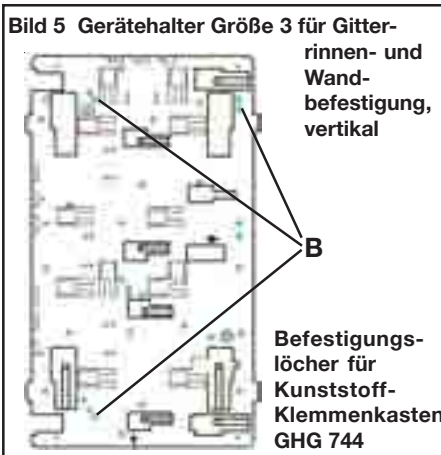 Bild 5 Gerätehalter Größe 3 für Gitter-
rinnen- und
Wand-
befestigung,
vertikal
B
Befestigungs-
löcher für
Kunststoff-
Klemmenkasten
GHG 744